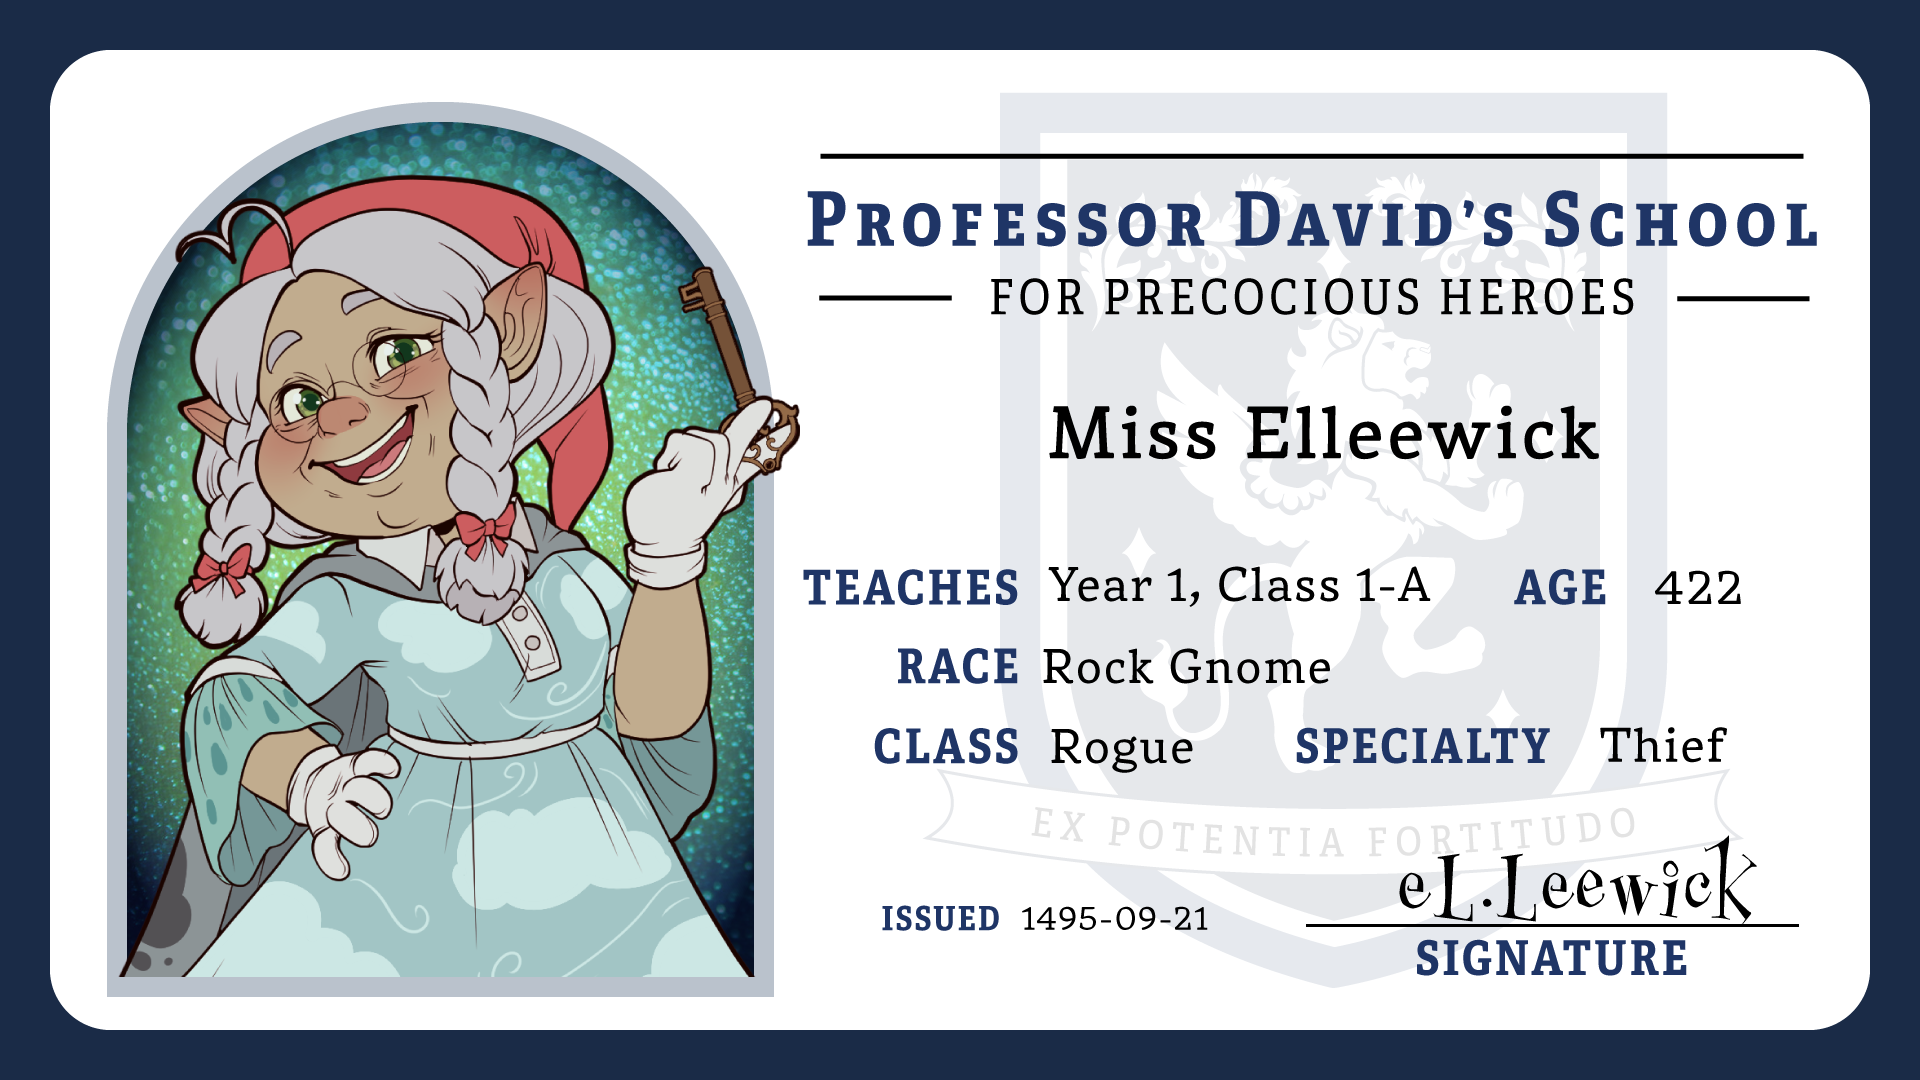 Professor David's School
FOR PRECOCIOUS HEROES
Miss Elleewick
TEACHES Year 1, Class 1-A AGE 422
RACE Rock Gnome
CLASS Rogue SPECIALTY Thief
EX POTENTIA FORTITUDO
eL.Leewick
ISSUED 1495-09-21
SIGNATURE